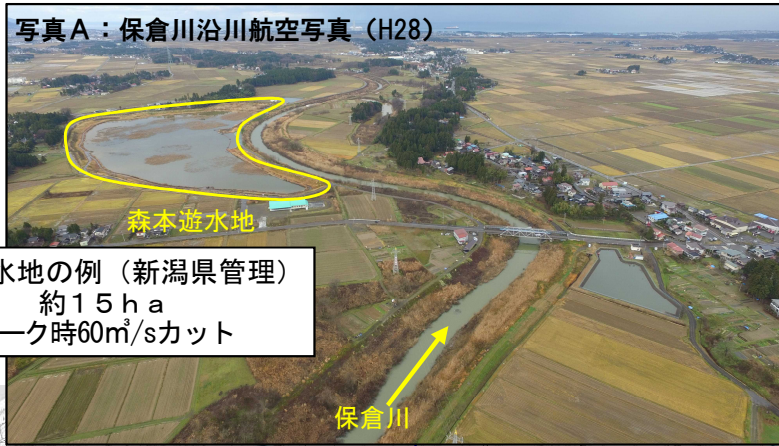 写真A：保倉川沿川航空写真（H28）
森本遊水地
水地の例（新潟県管理）
約１５ｈａ
ーク時60㎥/sカット
保倉川